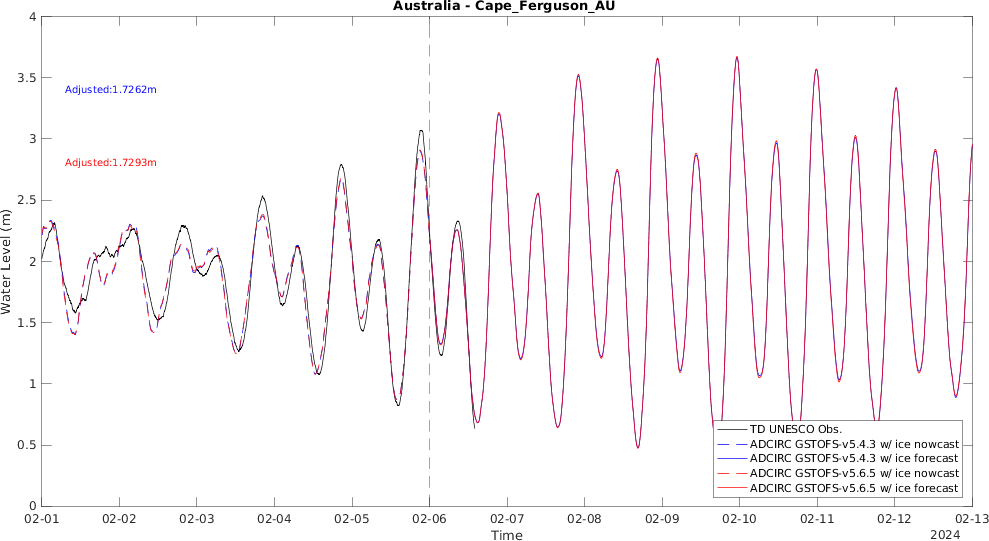 Australia - Cape_Ferguson_AU
4
3.5
3
2.5
2
1.5
1
0.5
0
Water Level (m)
Adjusted:1.7262m
Adjusted:1.7293m
TD UNESCO Obs.
ADCIRC GSTOFS-v5.4.3 w/ ice nowcast
ADCIRC GSTOFS-v5.4.3 w/ ice forecast
ADCIRC GSTOFS-v5.6.5 w/ ice nowcast
ADCIRC GSTOFS-v5.6.5 w/ ice forecast
02-01 02-02 02-03 02-04 02-05 02-06 02-07 02-08 02-09 02-10 02-11 02-12 02-13
Time
2024